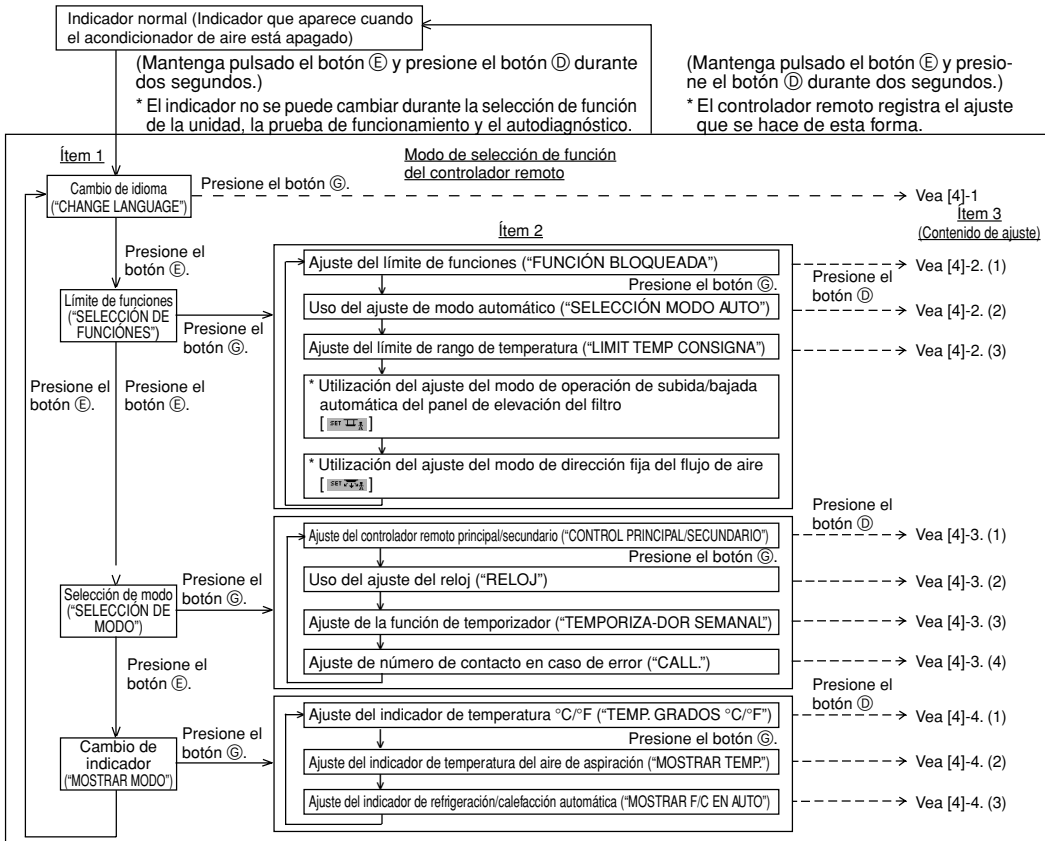 Indicador normal (Indicador que aparece cuando
el acondicionador de aire está apagado)
(Mantenga pulsado el botón Ⓔ y presione el botón Ⓓ durante
dos segundos.)
* El indicador no se puede cambiar durante la selección de función
de la unidad, la prueba de funcionamiento y el autodiagnóstico.
(Mantenga pulsado el botón Ⓔ y presio-
ne el botón Ⓓ durante dos segundos.)
* El controlador remoto registra el ajuste
que se hace de esta forma.
Ítem 1
Modo de selección de función
del controlador remoto
Cambio de idioma
(“CHANGE LANGUAGE”)
Presione el botón Ⓖ.
Vea [4]-1
Ítem 3
(Contenido de ajuste)
Ítem 2
Presione el
botón Ⓔ.
Límite de funciones
(“SELECCIÓN DE
FUNCIÓNES”)
Presione el
botón Ⓖ.
Ajuste del límite de funciones (“FUNCIÓN BLOQUEADA”)
Vea [4]-2. (1)
Presione el botón Ⓖ.
Presione el
botón Ⓓ
Uso del ajuste de modo automático (“SELECCIÓN MODO AUTO”)
Vea [4]-2. (2)
Ajuste del límite de rango de temperatura (“LIMIT TEMP CONSIGNA”)
Vea [4]-2. (3)
* Utilización del ajuste del modo de operación de subida/bajada
automática del panel de elevación del filtro
[ SET ]
* Utilización del ajuste del modo de dirección fija del flujo de aire
[ SET ]
Presione el
botón Ⓔ.
Presione el
botón Ⓔ.
Selección de modo
(“SELECCIÓN DE
MODO”)
Presione el
botón Ⓖ.
Presione el
botón Ⓓ
Ajuste del controlador remoto principal/secundario (“CONTROL PRINCIPAL/SECUNDARIO”)
Vea [4]-3. (1)
Presione el botón Ⓖ.
Uso del ajuste del reloj (“RELOJ”)
Vea [4]-3. (2)
Ajuste de la función de temporizador (“TEMPORIZA-DOR SEMANAL”)
Vea [4]-3. (3)
Ajuste de número de contacto en caso de error (“CALL.”)
Vea [4]-3. (4)
Presione el
botón Ⓔ.
Cambio de
indicador
(“MOSTRAR MODO”)
Presione el
botón Ⓖ.
Presione el
botón Ⓓ
Ajuste del indicador de temperatura °C/°F (“TEMP. GRADOS °C/°F”)
Vea [4]-4. (1)
Presione el botón Ⓖ.
Ajuste del indicador de temperatura del aire de aspiración (“MOSTRAR TEMP.”)
Vea [4]-4. (2)
Ajuste del indicador de refrigeración/calefacción automática (“MOSTRAR F/C EN AUTO”)
Vea [4]-4. (3)